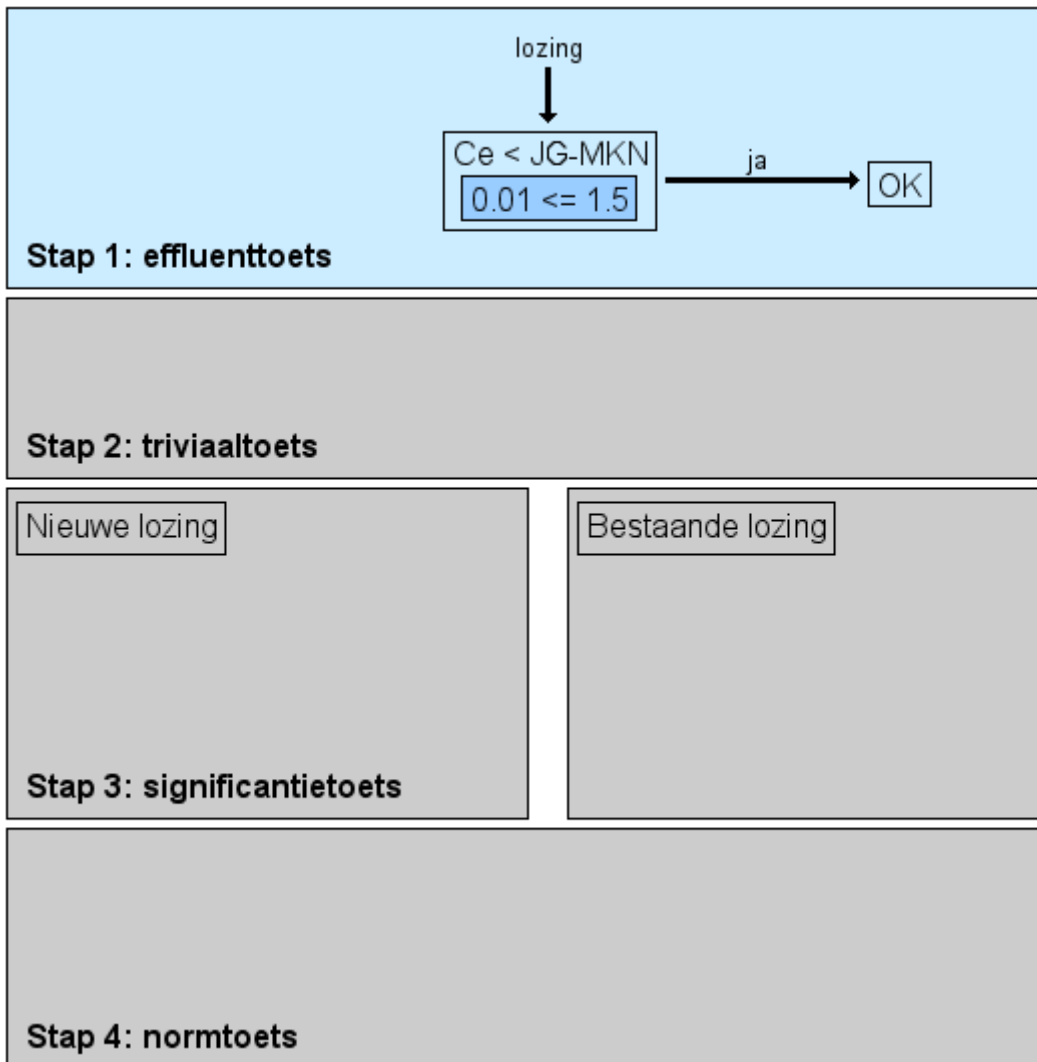 lozing
Ce < JG-MKN
0.01 <= 1.5
ja
OK
Stap 1: effluenttoets
Stap 2: triviaaltoets
Nieuwe lozing
Bestaande lozing
Stap 3: significantietoets
Stap 4: normtoets